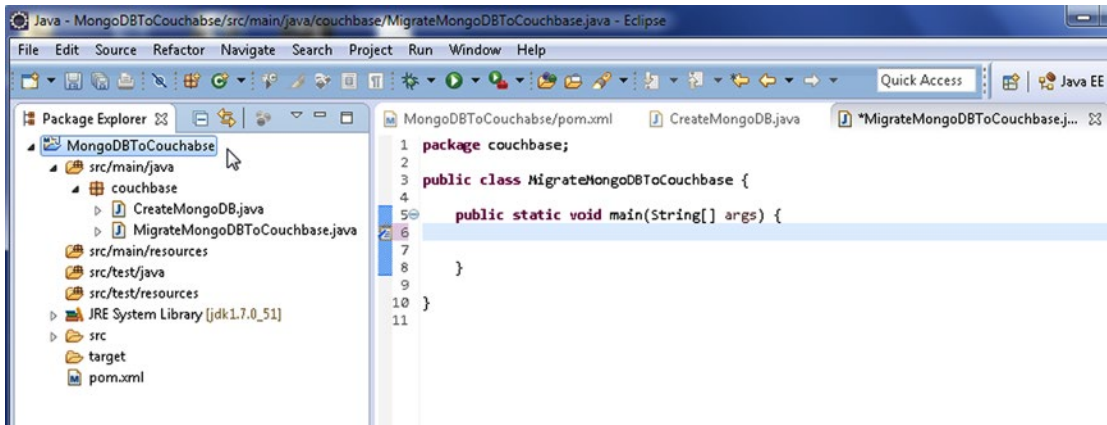 Java - MongoDBToCouchabse/src/main/java/couchbase/MigrateMongoDBToCouchbase.java - Eclipse
File Edit Source Refactor Navigate Search Project Run Window Help
Quick Access Java EE
Package Explorer
MongoDBToCouchabse
src/main/java
couchbase
CreateMongoDB.java
MigrateMongoDBToCouchbase.java
src/main/resources
src/test/java
src/test/resources
JRE System Library [jdk1.7.0_51]
src
target
pom.xml
MongoDBToCouchabse/pom.xml CreateMongoDB.java *MigrateMongoDBToCouchbase.j...
1 package couchbase;
2
3 public class MigrateMongoDBToCouchbase {
4
5 public static void main(String[] args) {
6
7
8 }
9
10 }
11